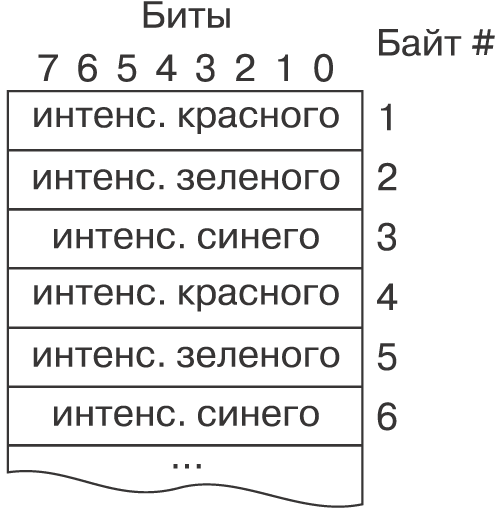 Биты
Байт #
7 6 5 4 3 2 1 0
интенс. красного 1
интенс. зеленого 2
интенс. синего 3
интенс. красного 4
интенс. зеленого 5
интенс. синего 6
...